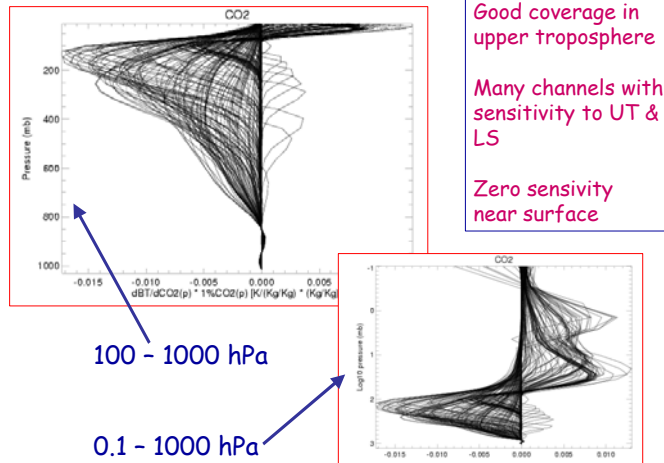 CO2
200
400
600
800
1000
Pressure (mb)
-0.015 -0.010 -0.005 0.000 0.005
dBT/dCO2(p) * 1%CO2(p) [K/(Kg/Kg) * (Kg/Kg)
Good coverage in
upper troposphere
Many channels with
sensitivity to UT &
LS
Zero sensivity
near surface
100 – 1000 hPa
0.1 – 1000 hPa
CO2
-1
0
1
2
3
Log10 pressure (mb)
-0.015 -0.010 -0.005 0.000 0.005 0.010